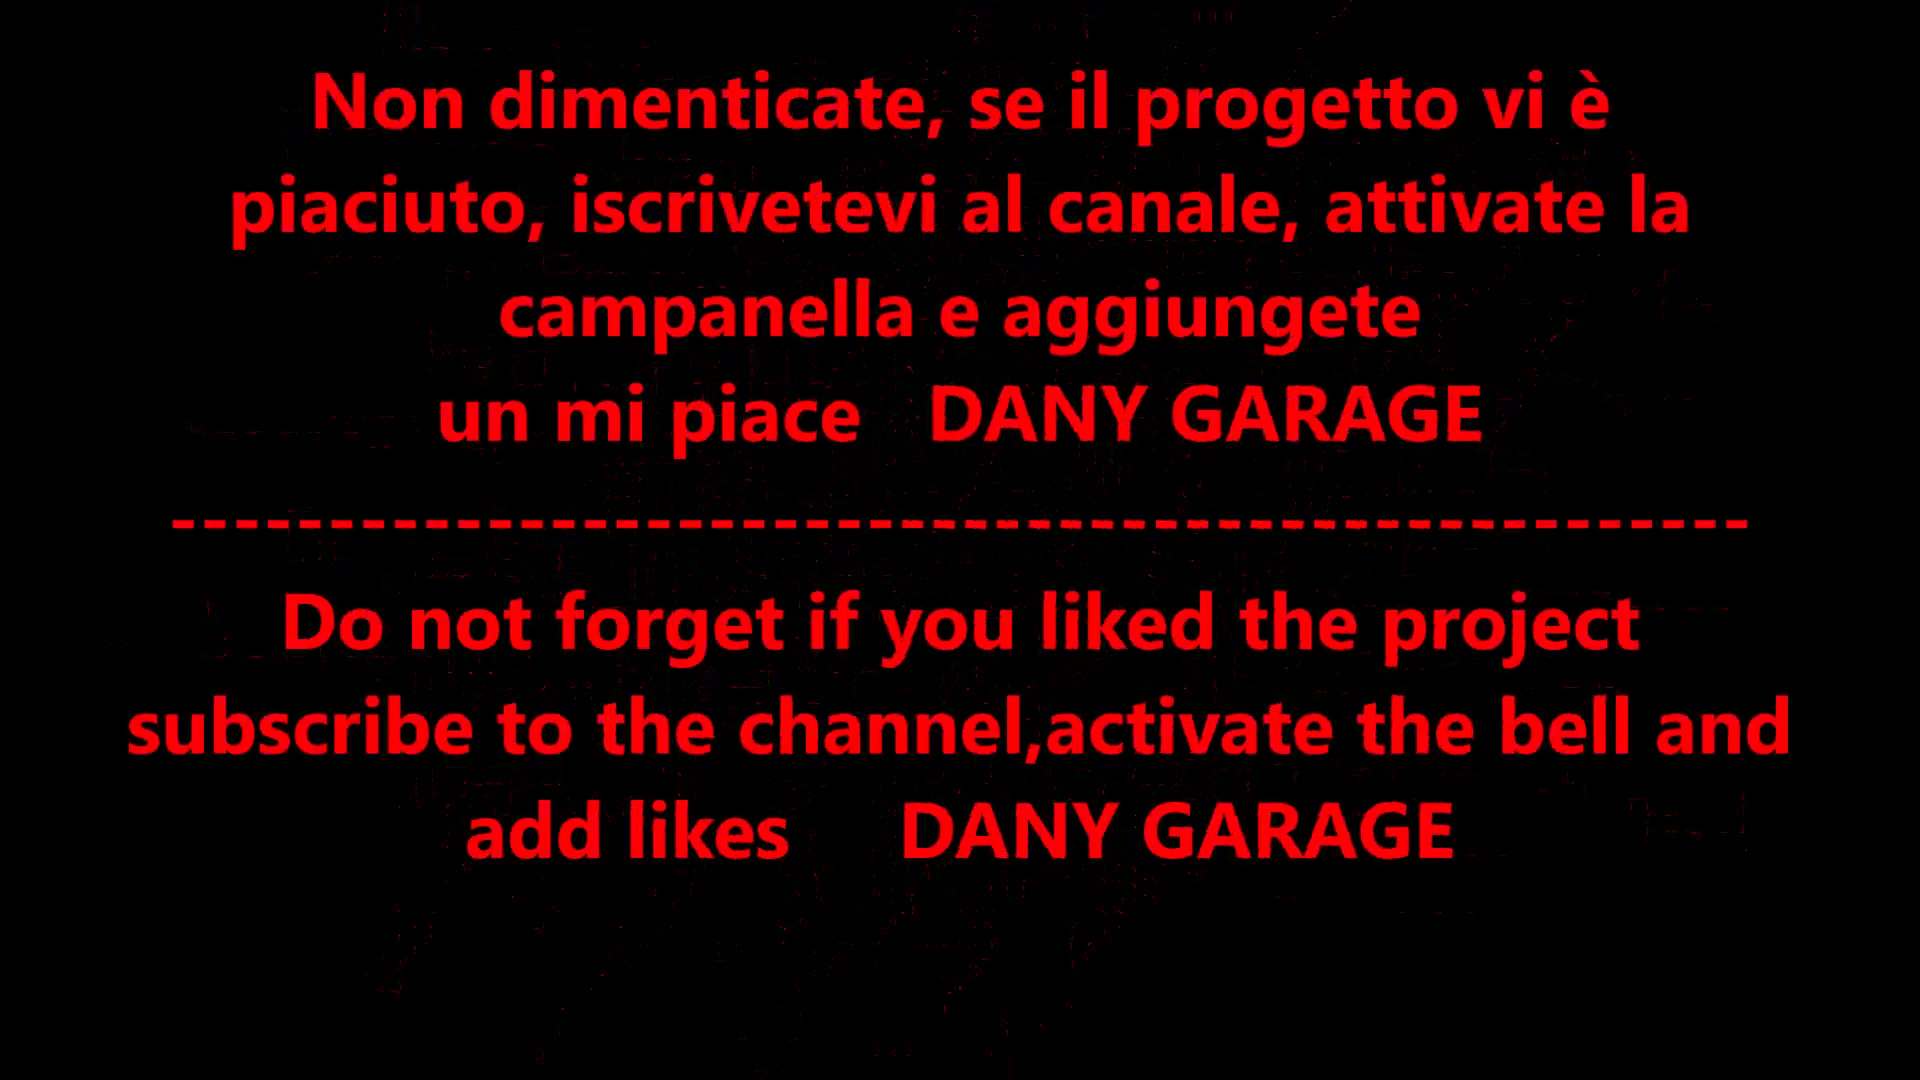 Non dimenticate, se il progetto vi è
piaciuto, iscrivetevi al canale, attivate la
campanella e aggiungete
un mi piace   DANY GARAGE
--------------------------------------------------
Do not forget if you liked the project
subscribe to the channel,activate the bell and
add likes     DANY GARAGE